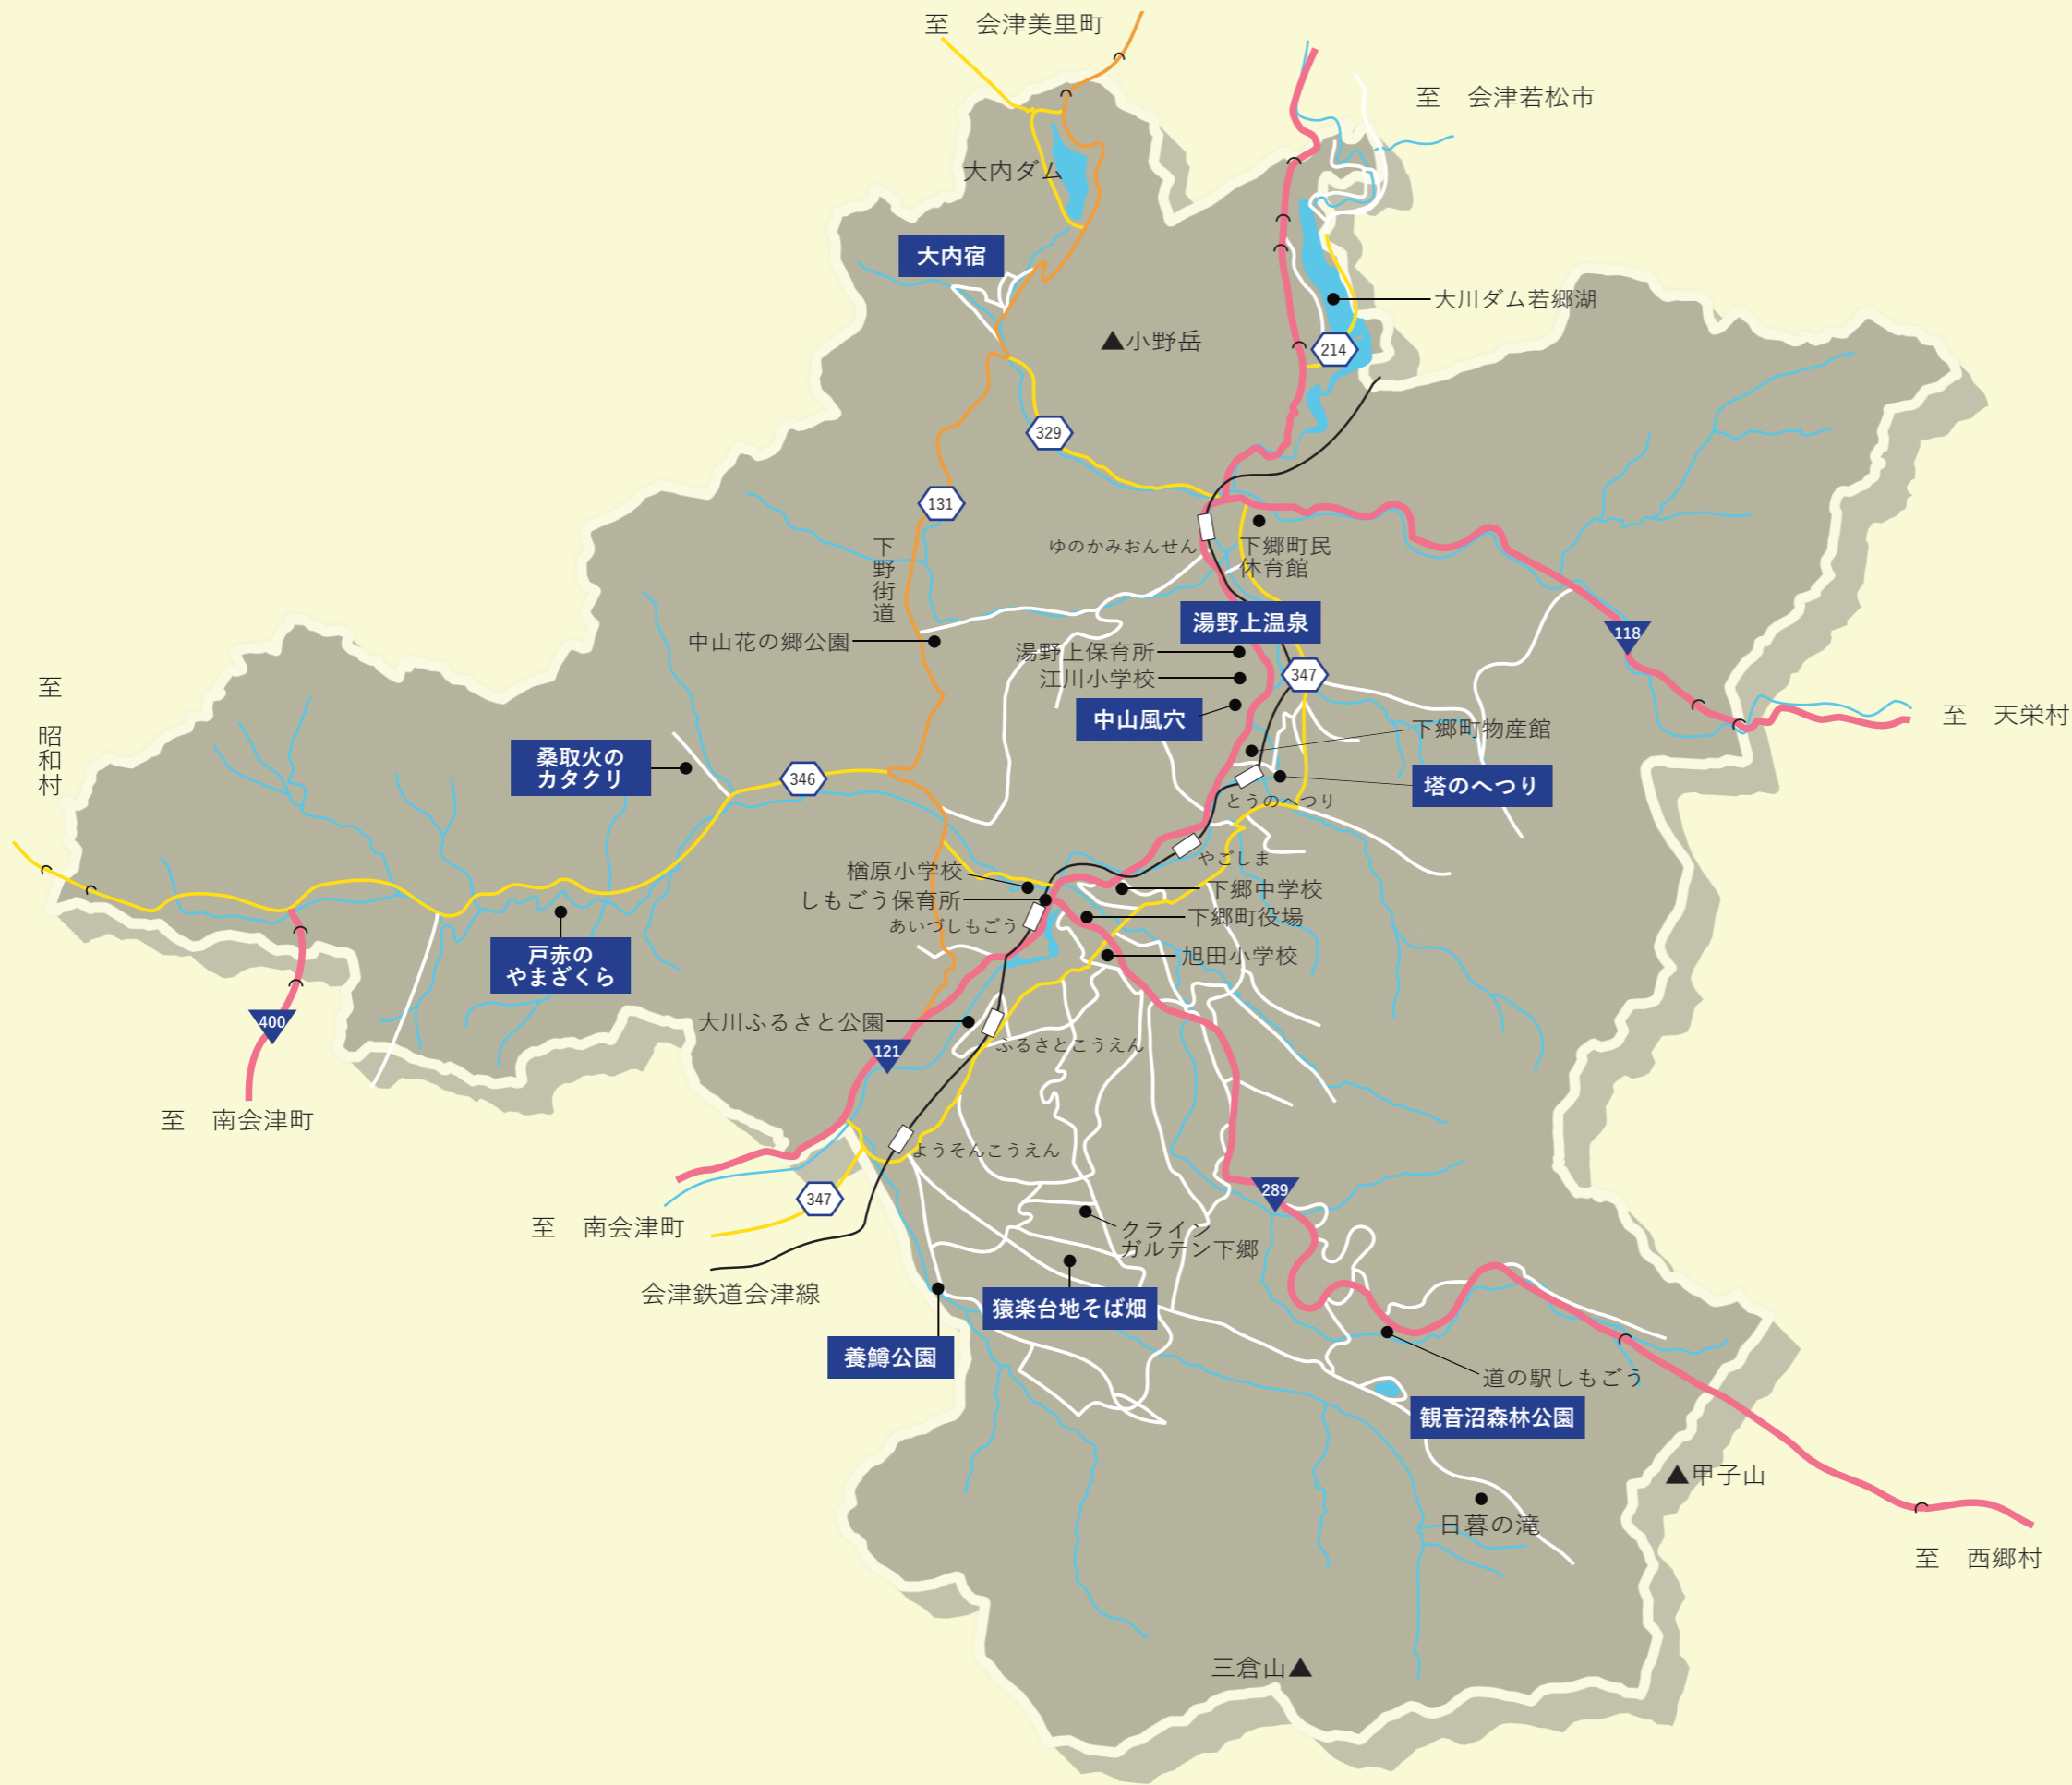 至　会津美里町
至　会津若松市
大内ダム
大内宿
大川ダム若郷湖
▲小野岳
214
329
131
下野街道
ゆのかみおんせん
下郷町民
体育館
湯野上温泉
118
中山花の郷公園
湯野上保育所
江川小学校
347
中山風穴
至　昭和村
至　天栄村
下郷町物産館
桑取火の
カタクリ
346
塔のへつり
とうのへつり
やごしま
楢原小学校
しもごう保育所
下郷中学校
あいづしもごう
下郷町役場
戸赤の
やまざくら
旭田小学校
400
大川ふるさと公園
121
ふるさとこうえん
至　南会津町
ようそんこうえん
347
289
至　南会津町
クライン
ガルテン下郷
会津鉄道会津線
猿楽台地そば畑
養鱒公園
道の駅しもごう
観音沼森林公園
▲甲子山
日暮の滝
至　西郷村
三倉山▲